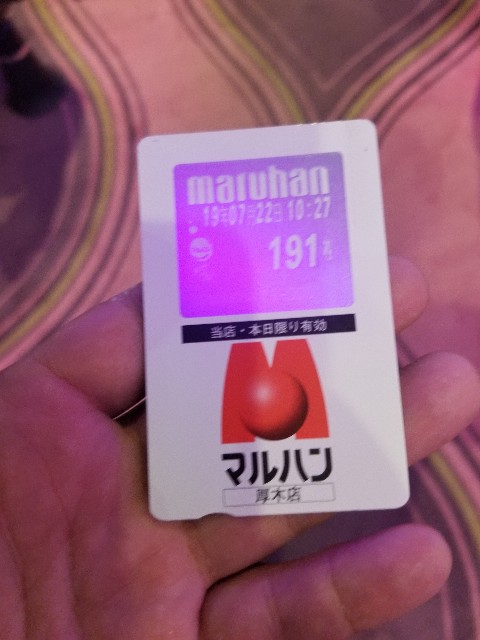 maruhan
19年07月22日 10:27
191番
当店・本日限り有効
マルハン
厚木店